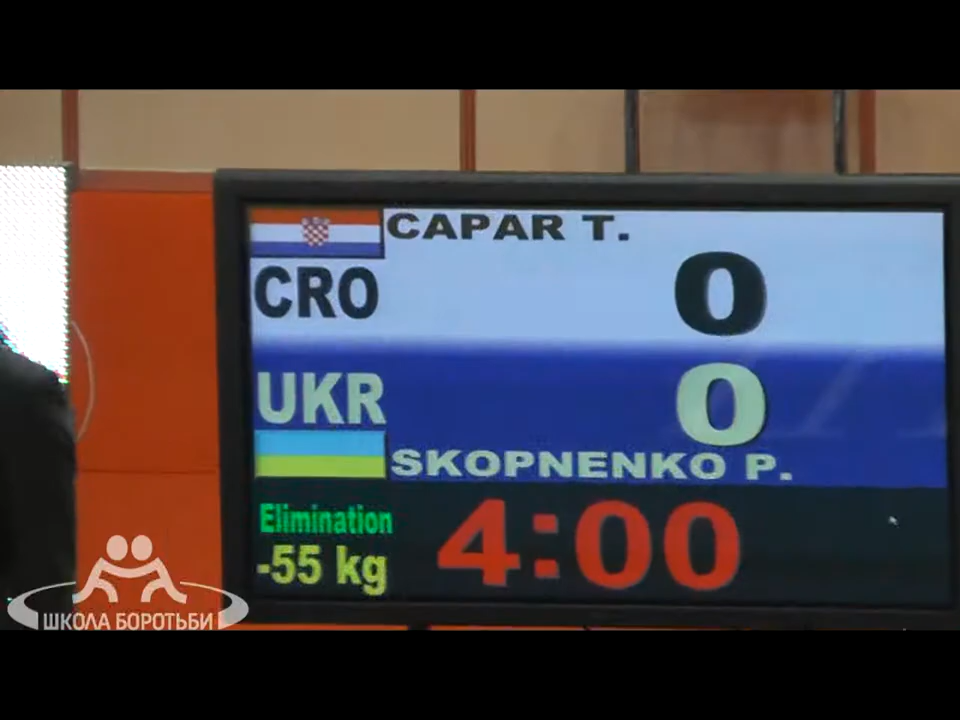 CAPAR T.
CRO 0
UKR 0
SKOPNENKO P.
Elimination
-55 kg
4:00
ШКОЛА БОРОТЬБИ